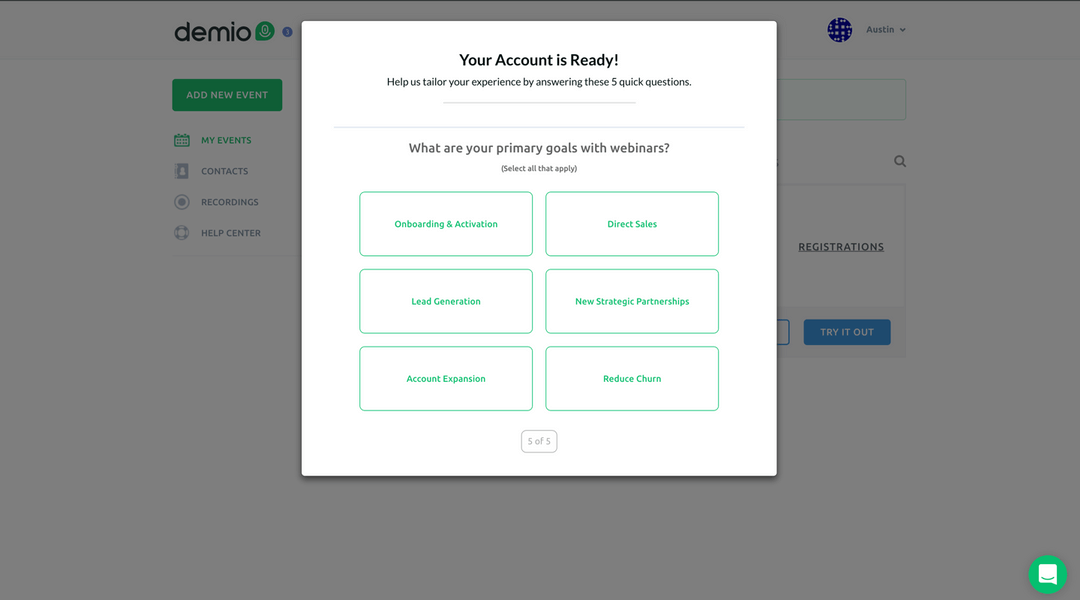 demio
3
Austin
ADD NEW EVENT
MY EVENTS
CONTACTS
RECORDINGS
HELP CENTER
Your Account is Ready!
Help us tailor your experience by answering these 5 quick questions.
What are your primary goals with webinars?
(Select all that apply)
Onboarding & Activation
Direct Sales
Lead Generation
New Strategic Partnerships
Account Expansion
Reduce Churn
5 of 5
REGISTRATIONS
TRY IT OUT